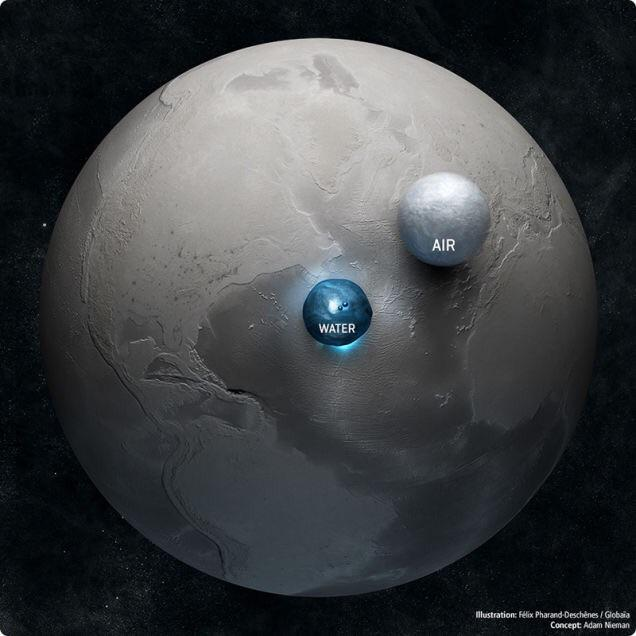 AIR
WATER
Illustration: Félix Pharand-Deschênes / Globaïa
Concept: Adam Nieman